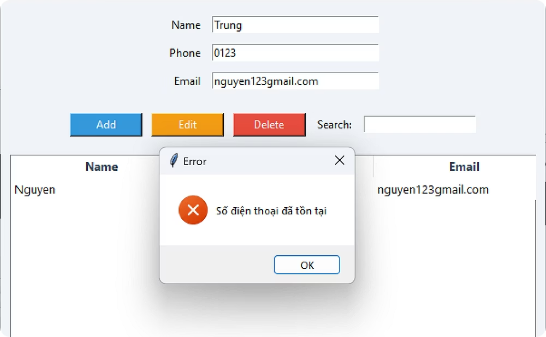 Name Trung
Phone 0123
Email nguyen123gmail.com
Add Edit Delete Search:
Error
Name Email
Nguyen nguyen123gmail.com
Số điện thoại đã tồn tại
OK